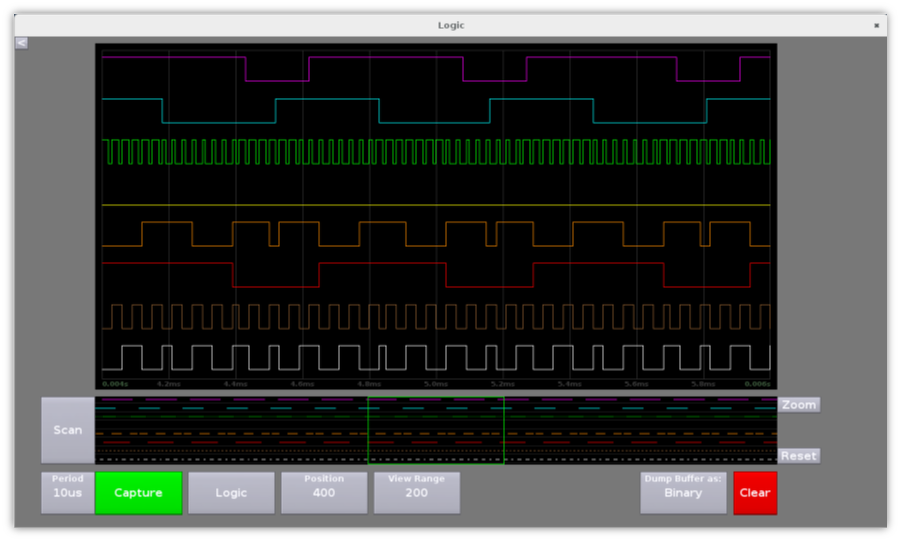 Logic
<
0.004s 4.2ms 4.4ms 4.6ms 4.8ms 5.0ms 5.2ms 5.4ms 5.6ms 5.8ms 0.006s
Zoom
Scan
Reset
Period Position View Range Dump Buffer as:
10us Capture Logic 400 200 Binary Clear